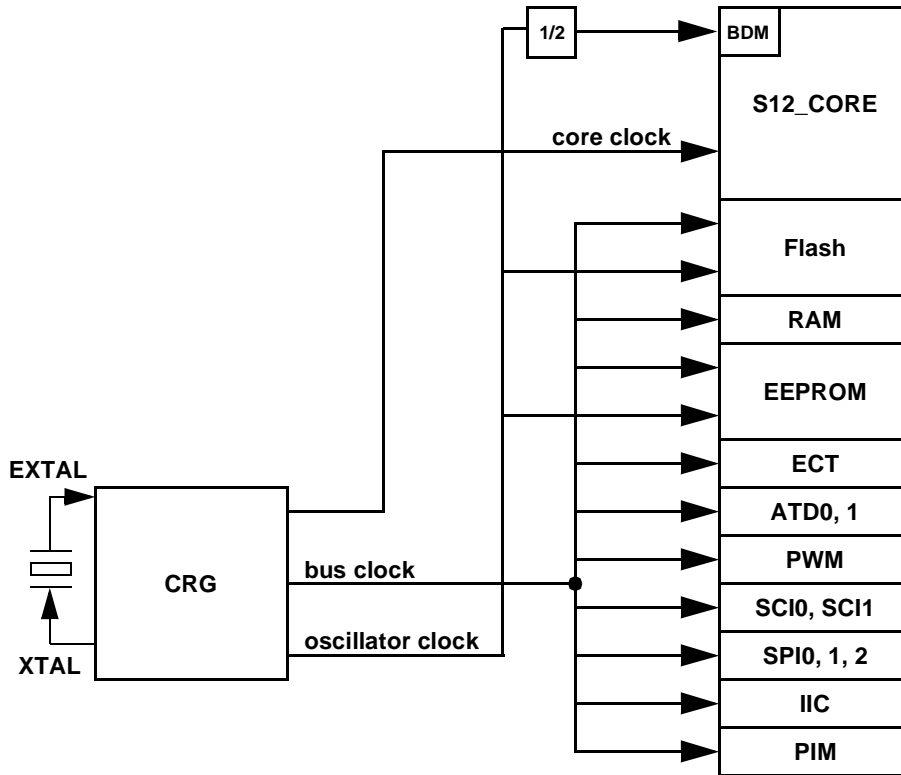 1/2
BDM
S12_CORE
core clock
Flash
RAM
EEPROM
EXTAL
ECT
ATD0, 1
bus clock
PWM
CRG
SCI0, SCI1
oscillator clock
SPI0, 1, 2
XTAL
IIC
PIM